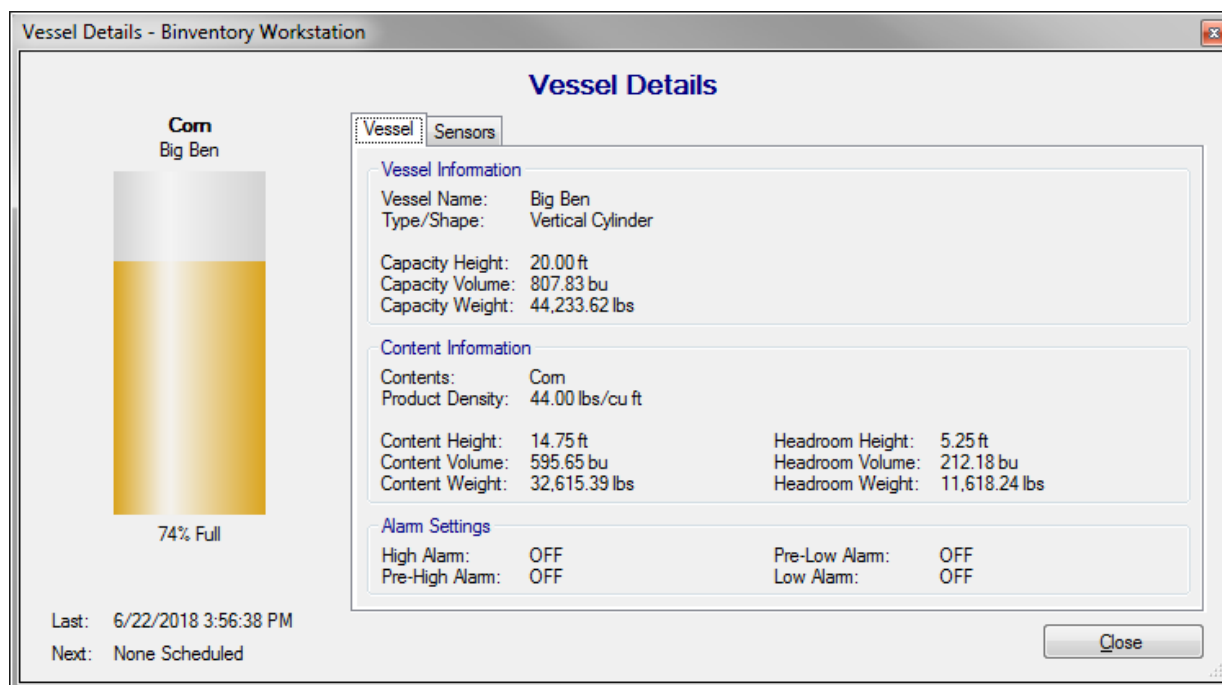 Vessel Details - Binventory Workstation
Vessel Details
Corn
Big Ben
74% Full
Last: 6/22/2018 3:56:38 PM
Next: None Scheduled
Vessel Sensors
Vessel Information
Vessel Name: Big Ben
Type/Shape: Vertical Cylinder
Capacity Height: 20.00 ft
Capacity Volume: 807.83 bu
Capacity Weight: 44,233.62 lbs
Content Information
Contents: Corn
Product Density: 44.00 lbs/cu ft
Content Height: 14.75 ft Headroom Height: 5.25 ft
Content Volume: 595.65 bu Headroom Volume: 212.18 bu
Content Weight: 32,615.39 lbs Headroom Weight: 11,618.24 lbs
Alarm Settings
High Alarm: OFF Pre-Low Alarm: OFF
Pre-High Alarm: OFF Low Alarm: OFF
Close